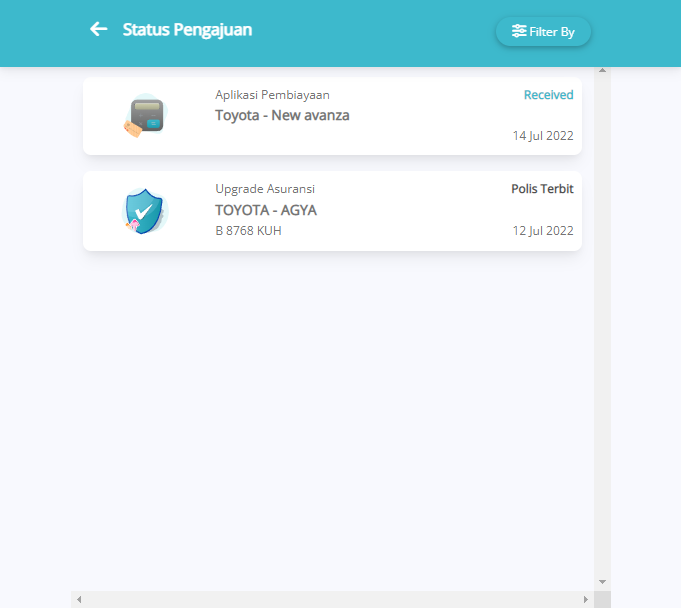 Status Pengajuan
Filter By
Aplikasi Pembiayaan
Received
Toyota - New avanza
14 Jul 2022
Upgrade Asuransi
Polis Terbit
TOYOTA - AGYA
B 8768 KUH
12 Jul 2022